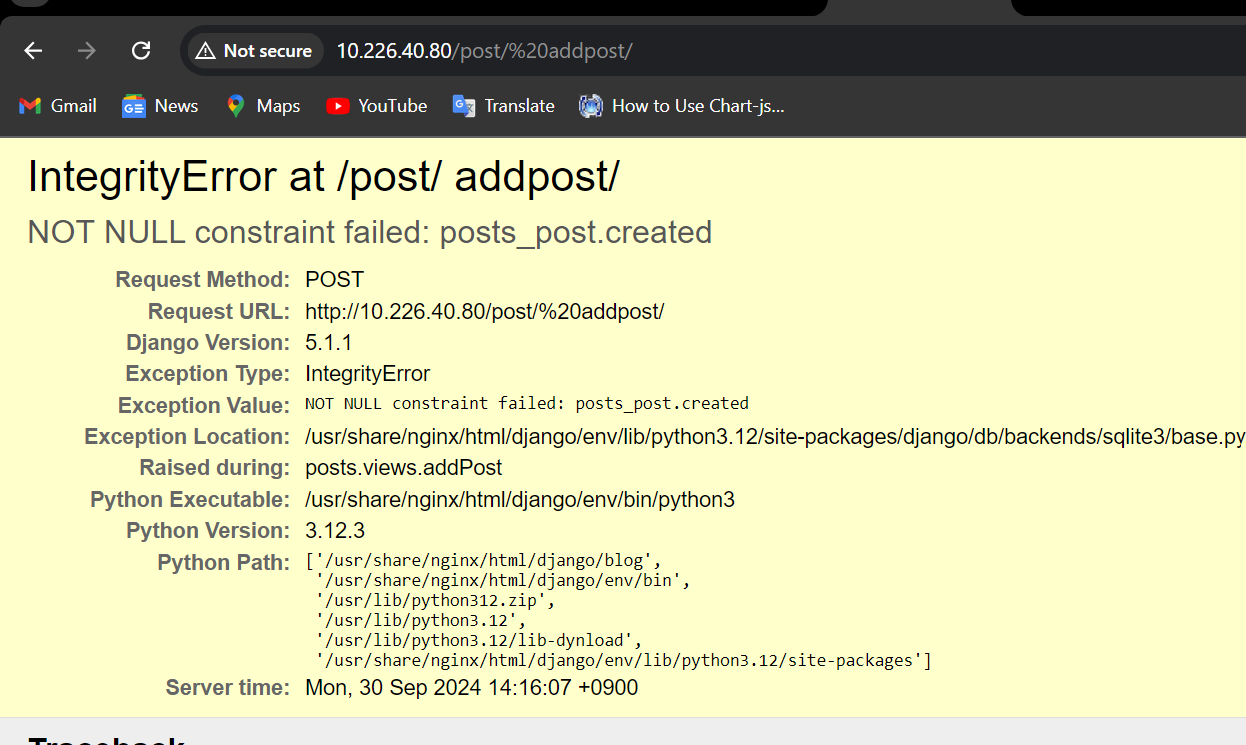 Not secure 10.226.40.80/post/%20addpost/
Gmail News Maps YouTube Translate How to Use Chart-js...
IntegrityError at /post/ addpost/
NOT NULL constraint failed: posts_post.created
Request Method: POST
Request URL: http://10.226.40.80/post/%20addpost/
Django Version: 5.1.1
Exception Type: IntegrityError
Exception Value: NOT NULL constraint failed: posts_post.created
Exception Location: /usr/share/nginx/html/django/env/lib/python3.12/site-packages/django/db/backends/sqlite3/base.py
Raised during: posts.views.addPost
Python Executable: /usr/share/nginx/html/django/env/bin/python3
Python Version: 3.12.3
Python Path: ['/usr/share/nginx/html/django/blog',
'/usr/share/nginx/html/django/env/bin',
'/usr/lib/python312.zip',
'/usr/lib/python3.12',
'/usr/lib/python3.12/lib-dynload',
'/usr/share/nginx/html/django/env/lib/python3.12/site-packages']
Server time: Mon, 30 Sep 2024 14:16:07 +0900
Traceback